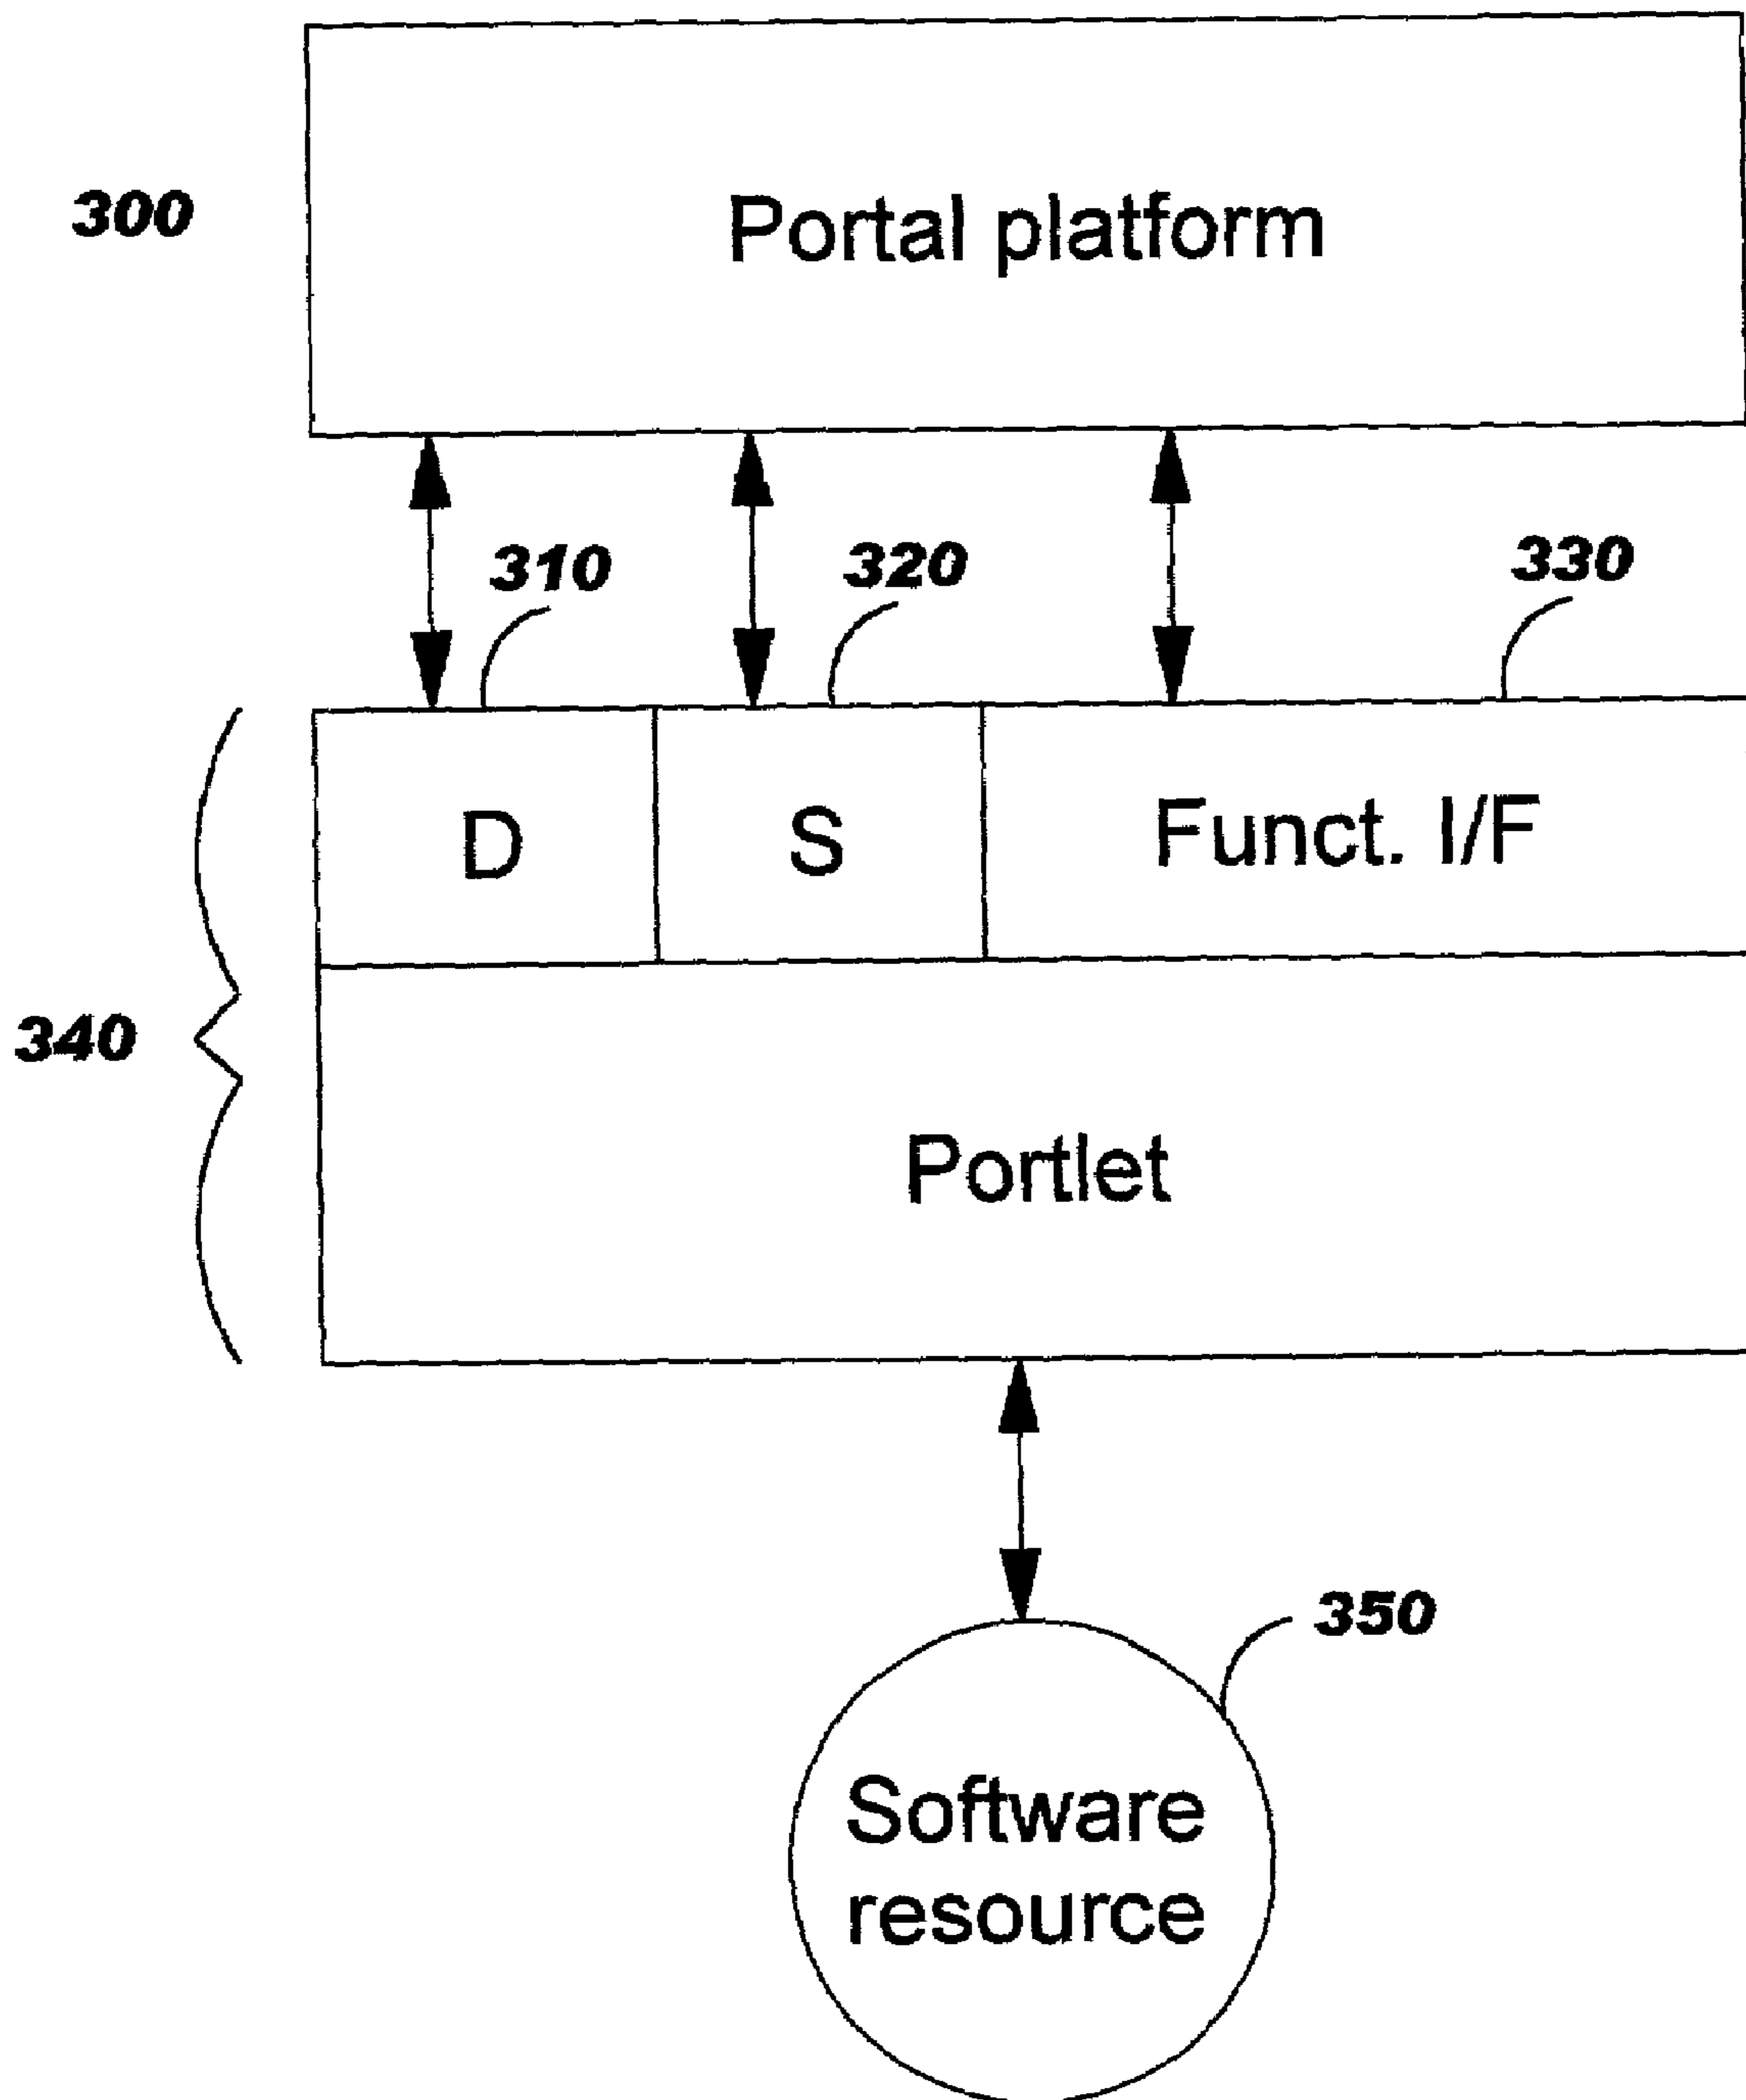 300
Portal platform
310
320
330
D
S
Funct. I/F
340
Portlet
350
Software
resource